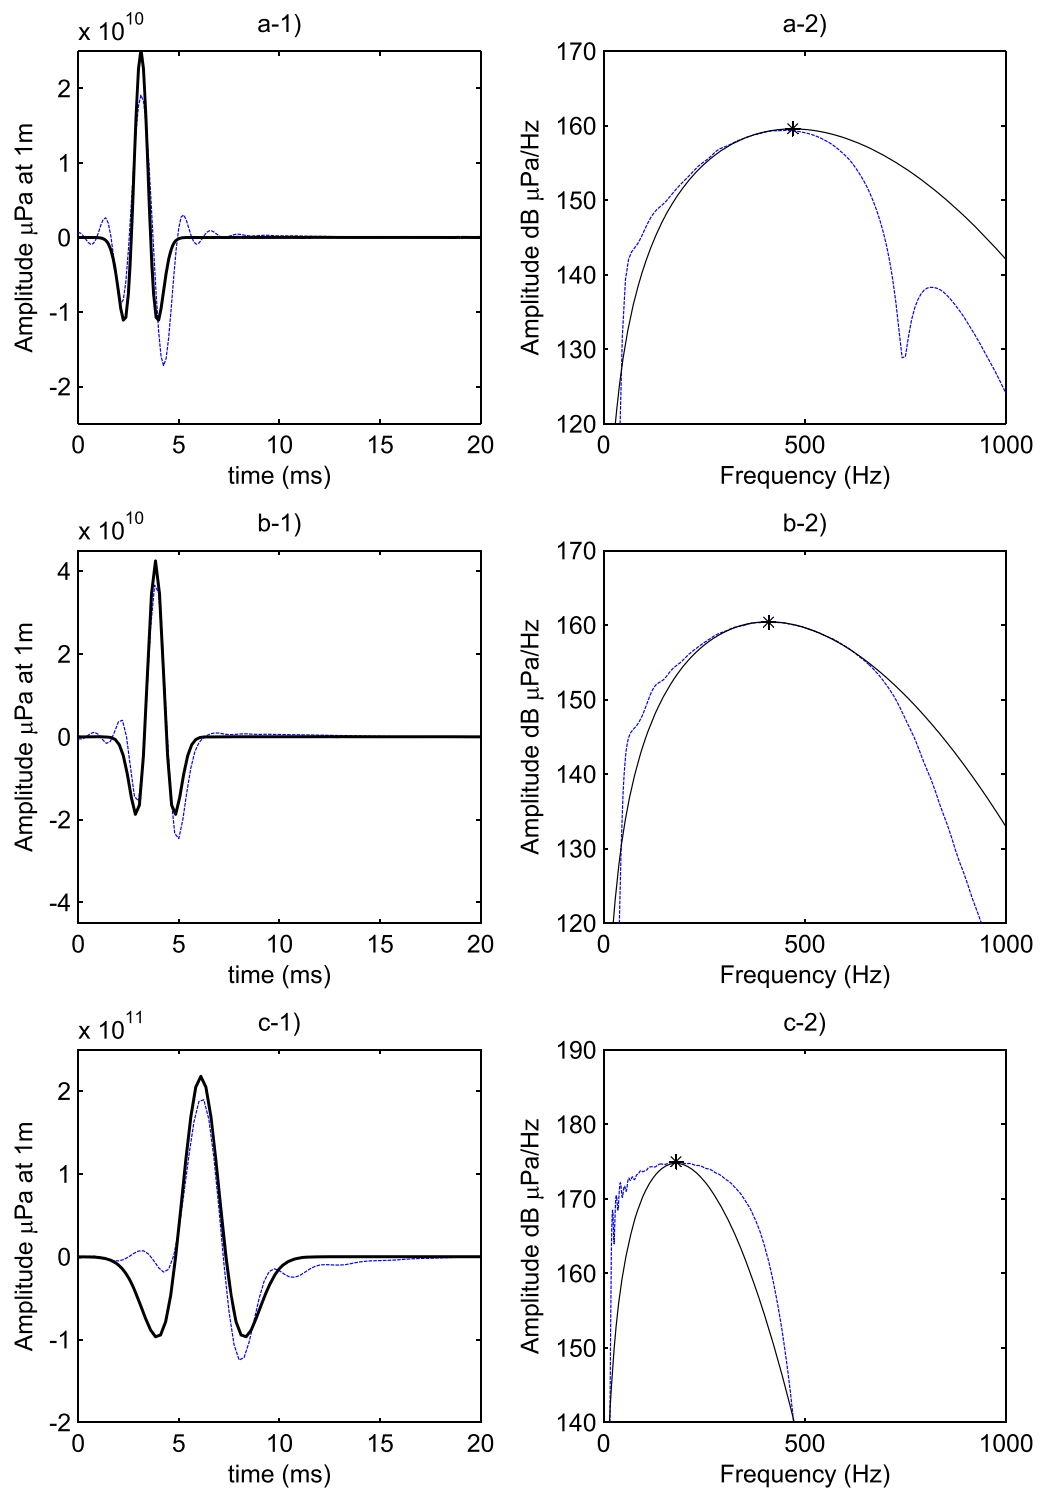 a-1)
x 10^10
Amplitude μPa at 1m
2
1
0
-1
-2
0 5 10 15 20
time (ms)
a-2)
Amplitude dB μPa/Hz
170
160
150
140
130
120
0 500 1000
Frequency (Hz)
b-1)
x 10^10
Amplitude μPa at 1m
4
2
0
-2
-4
0 5 10 15 20
time (ms)
b-2)
Amplitude dB μPa/Hz
170
160
150
140
130
120
0 500 1000
Frequency (Hz)
c-1)
x 10^11
Amplitude μPa at 1m
2
1
0
-1
-2
0 5 10 15 20
time (ms)
c-2)
Amplitude dB μPa/Hz
190
180
170
160
150
140
0 500 1000
Frequency (Hz)